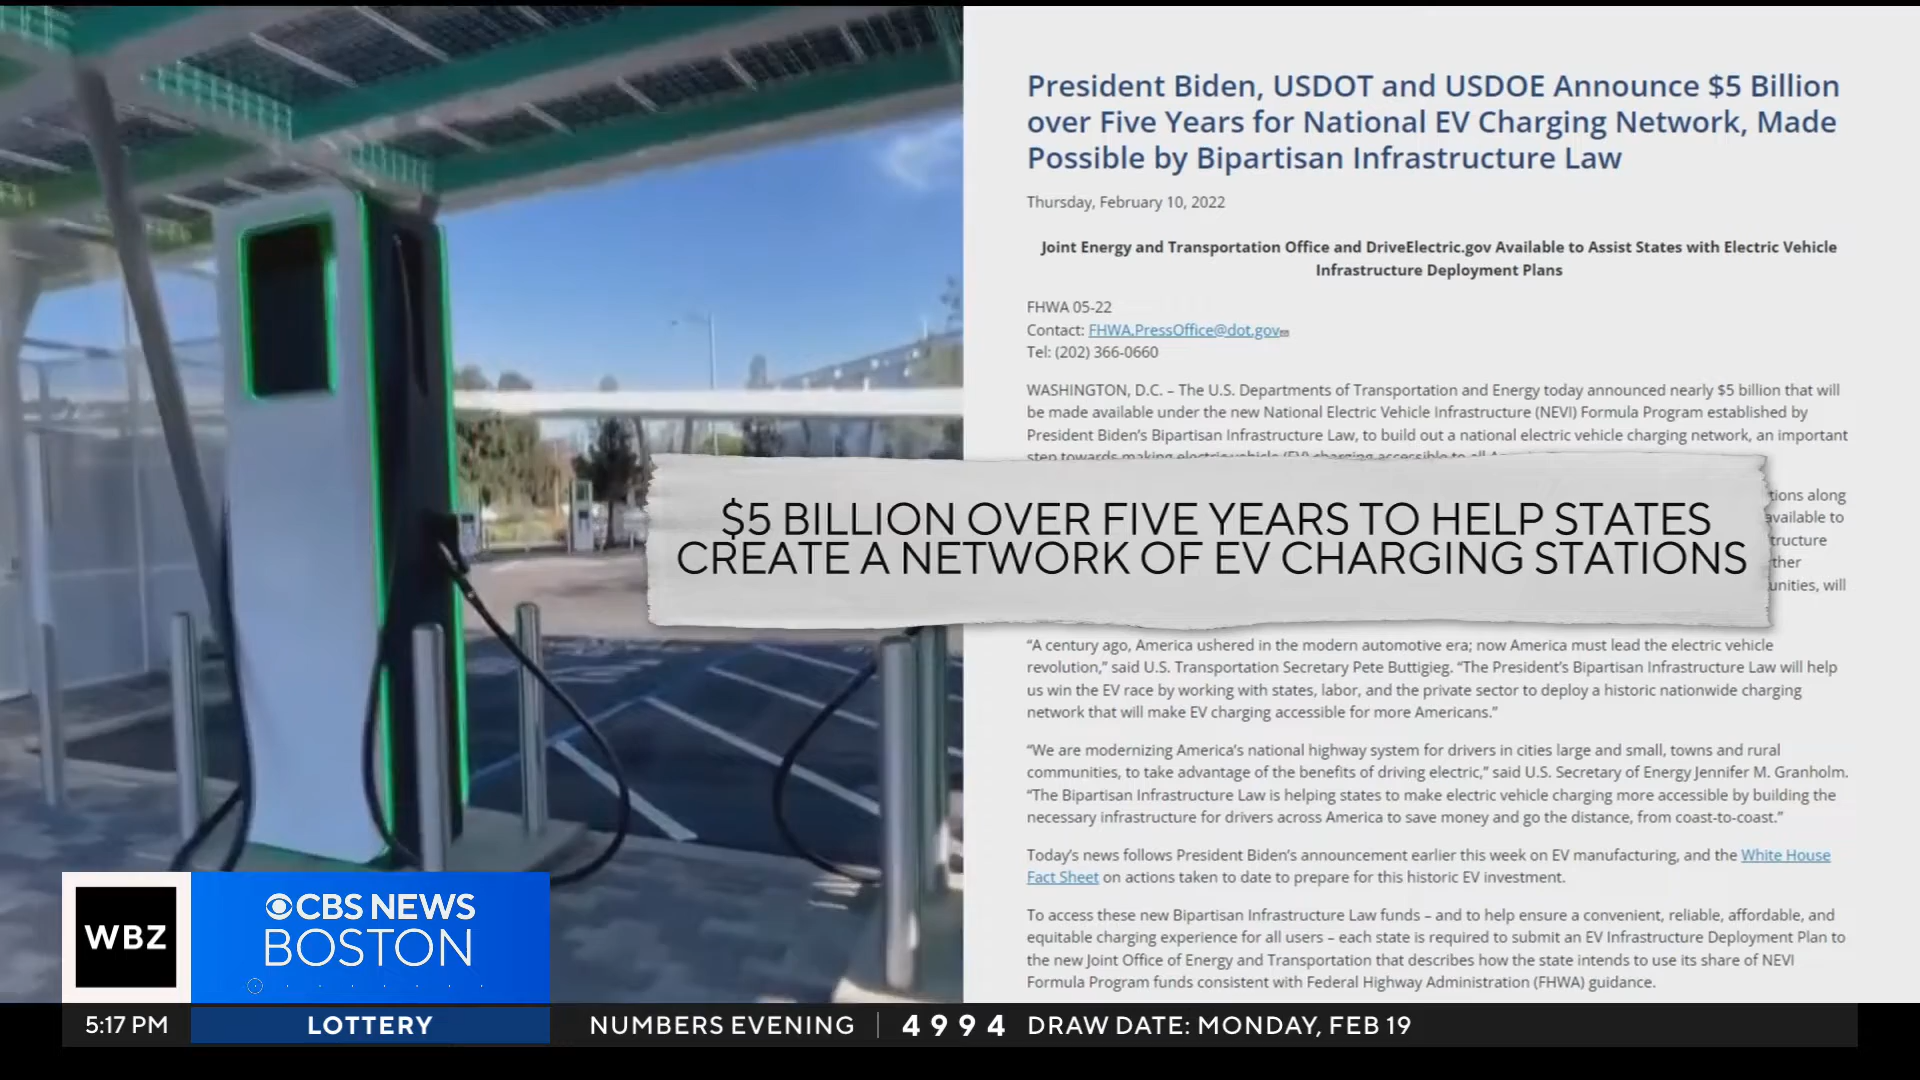 President Biden, USDOT and USDOE Announce $5 Billion
over Five Years for National EV Charging Network, Made
Possible by Bipartisan Infrastructure Law
Thursday, February 10, 2022
Joint Energy and Transportation Office and DriveElectric.gov Available to Assist States with Electric Vehicle
Infrastructure Deployment Plans
FHWA 05-22
Contact: FHWA.PressOffice@dot.gov
Tel: (202) 366-0660
WASHINGTON, D.C. – The U.S. Departments of Transportation and Energy today announced nearly $5 billion that will
be made available under the new National Electric Vehicle Infrastructure (NEVI) Formula Program established by
President Biden's Bipartisan Infrastructure Law, to build out a national electric vehicle charging network, an important
step towards making electric vehicle (EV) charging accessible to all
along
available to
will
$5 BILLION OVER FIVE YEARS TO HELP STATES
CREATE A NETWORK OF EV CHARGING STATIONS
“A century ago, America ushered in the modern automotive era; now America must lead the electric vehicle
revolution,” said U.S. Transportation Secretary Pete Buttigieg. “The President’s Bipartisan Infrastructure Law will help
us win the EV race by working with states, labor, and the private sector to deploy a historic nationwide charging
network that will make EV charging accessible for more Americans.”
“We are modernizing America’s national highway system for drivers in cities large and small, towns and rural
communities, to take advantage of the benefits of driving electric,” said U.S. Secretary of Energy Jennifer M. Granholm.
“The Bipartisan Infrastructure Law is helping states to make electric vehicle charging more accessible by building the
necessary infrastructure for drivers across America to save money and go the distance, from coast-to-coast.”
Today’s news follows President Biden’s announcement earlier this week on EV manufacturing, and the White House
Fact Sheet on actions taken to date to prepare for this historic EV investment.
To access these new Bipartisan Infrastructure Law funds – and to help ensure a convenient, reliable, affordable, and
equitable charging experience for all users – each state is required to submit an EV Infrastructure Deployment Plan to
the new Joint Office of Energy and Transportation that describes how the state intends to use its share of NEVI
Formula Program funds consistent with Federal Highway Administration (FHWA) guidance.
WBZ
CBS NEWS
BOSTON
5:17 PM
LOTTERY
NUMBERS EVENING | 4 9 9 4 DRAW DATE: MONDAY, FEB 19